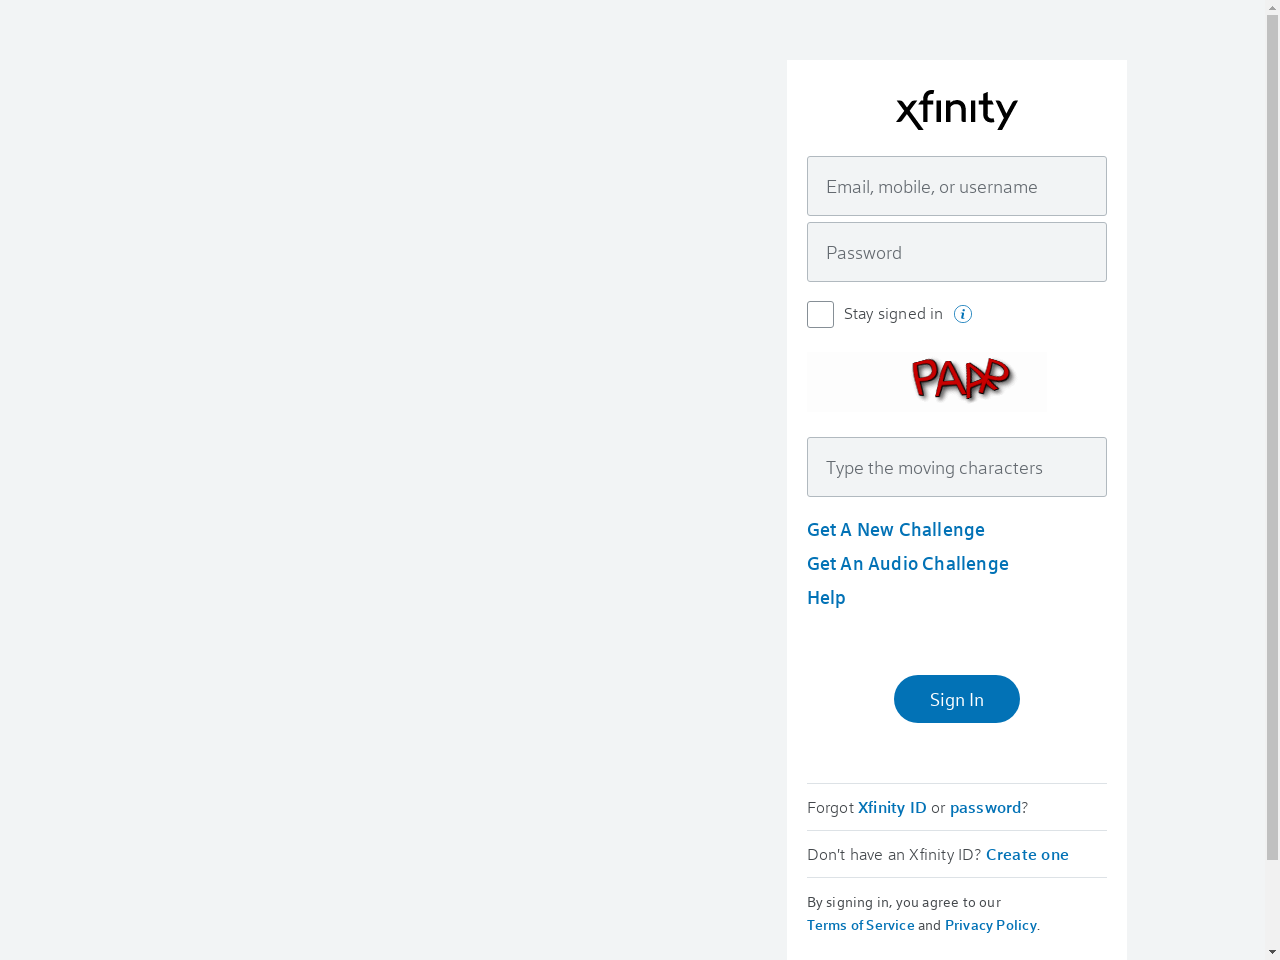 xfinity
Email, mobile, or username
Password
Stay signed in
Type the moving characters
Get A New Challenge
Get An Audio Challenge
Help
Sign In
Forgot Xfinity ID or password?
Don't have an Xfinity ID? Create one
By signing in, you agree to our
Terms of Service and Privacy Policy.